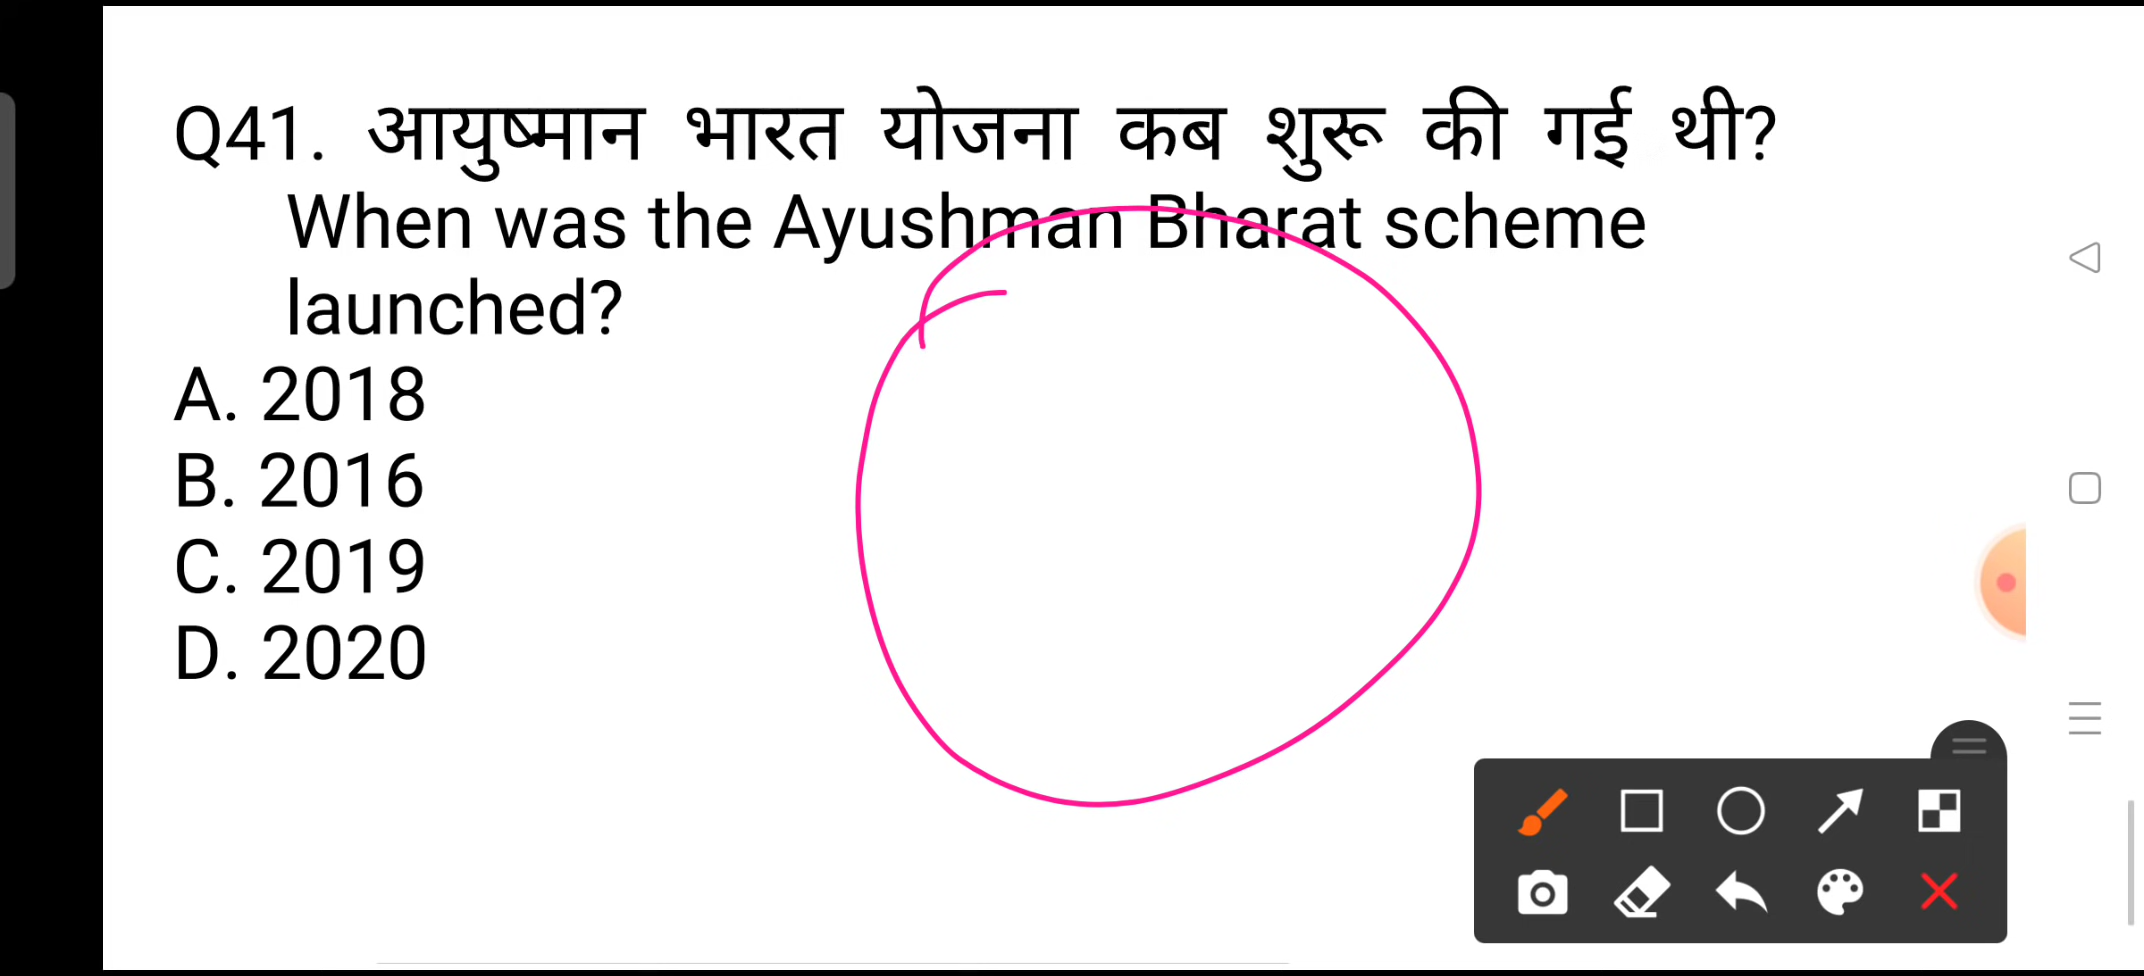 Q41. आयुष्मान भारत योजना कब शुरू की गई थी?
When was the Ayushman Bharat scheme
launched?
A. 2018
B. 2016
C. 2019
D. 2020